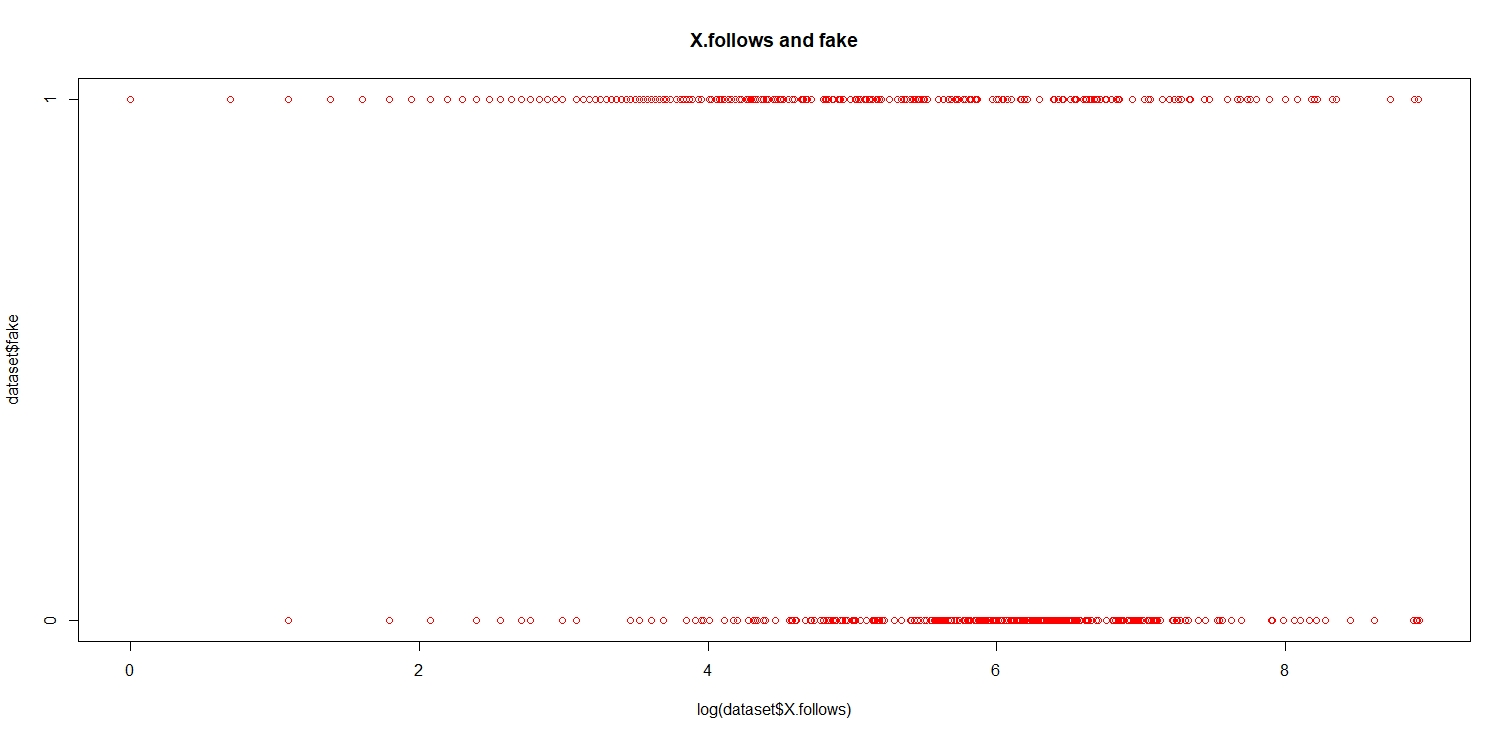 X.follows and fake
1
dataset$fake
0
0 2 4 6 8
log(dataset$X.follows)